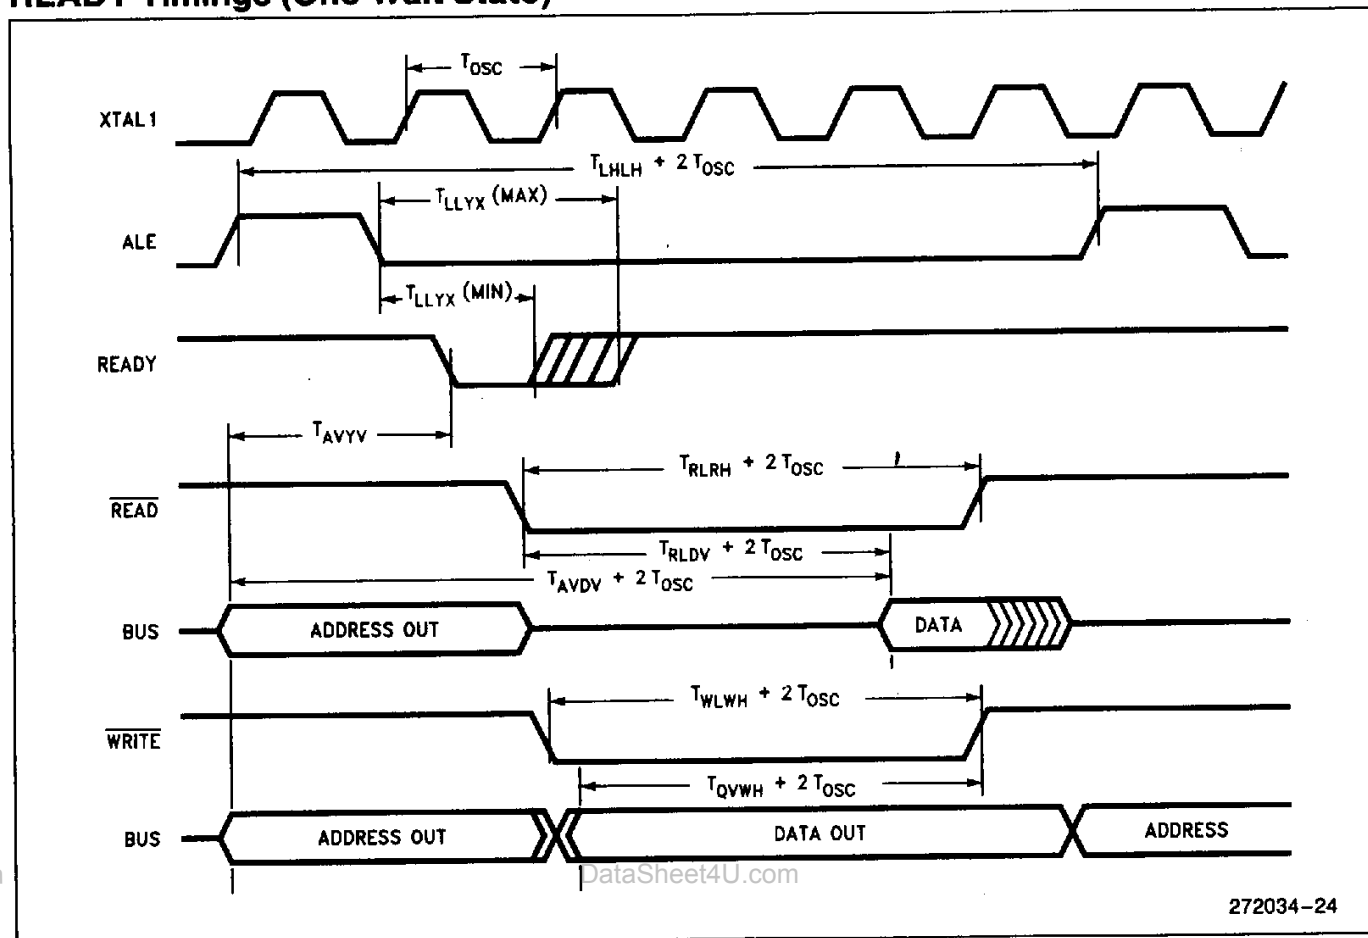 READY Timings (One Wait State)
TOSC
XTAL1
TLHLH + 2 TOSC
TLLYX (MAX)
ALE
TLLYX (MIN)
READY
TAVYV
TRLRH + 2 TOSC
READ
TRLDV + 2 TOSC
TAVDV + 2 TOSC
BUS
ADDRESS OUT
DATA
TWLWH + 2 TOSC
WRITE
TQVWH + 2 TOSC
BUS
ADDRESS OUT
DATA OUT
ADDRESS
DataSheet4U.com
272034-24